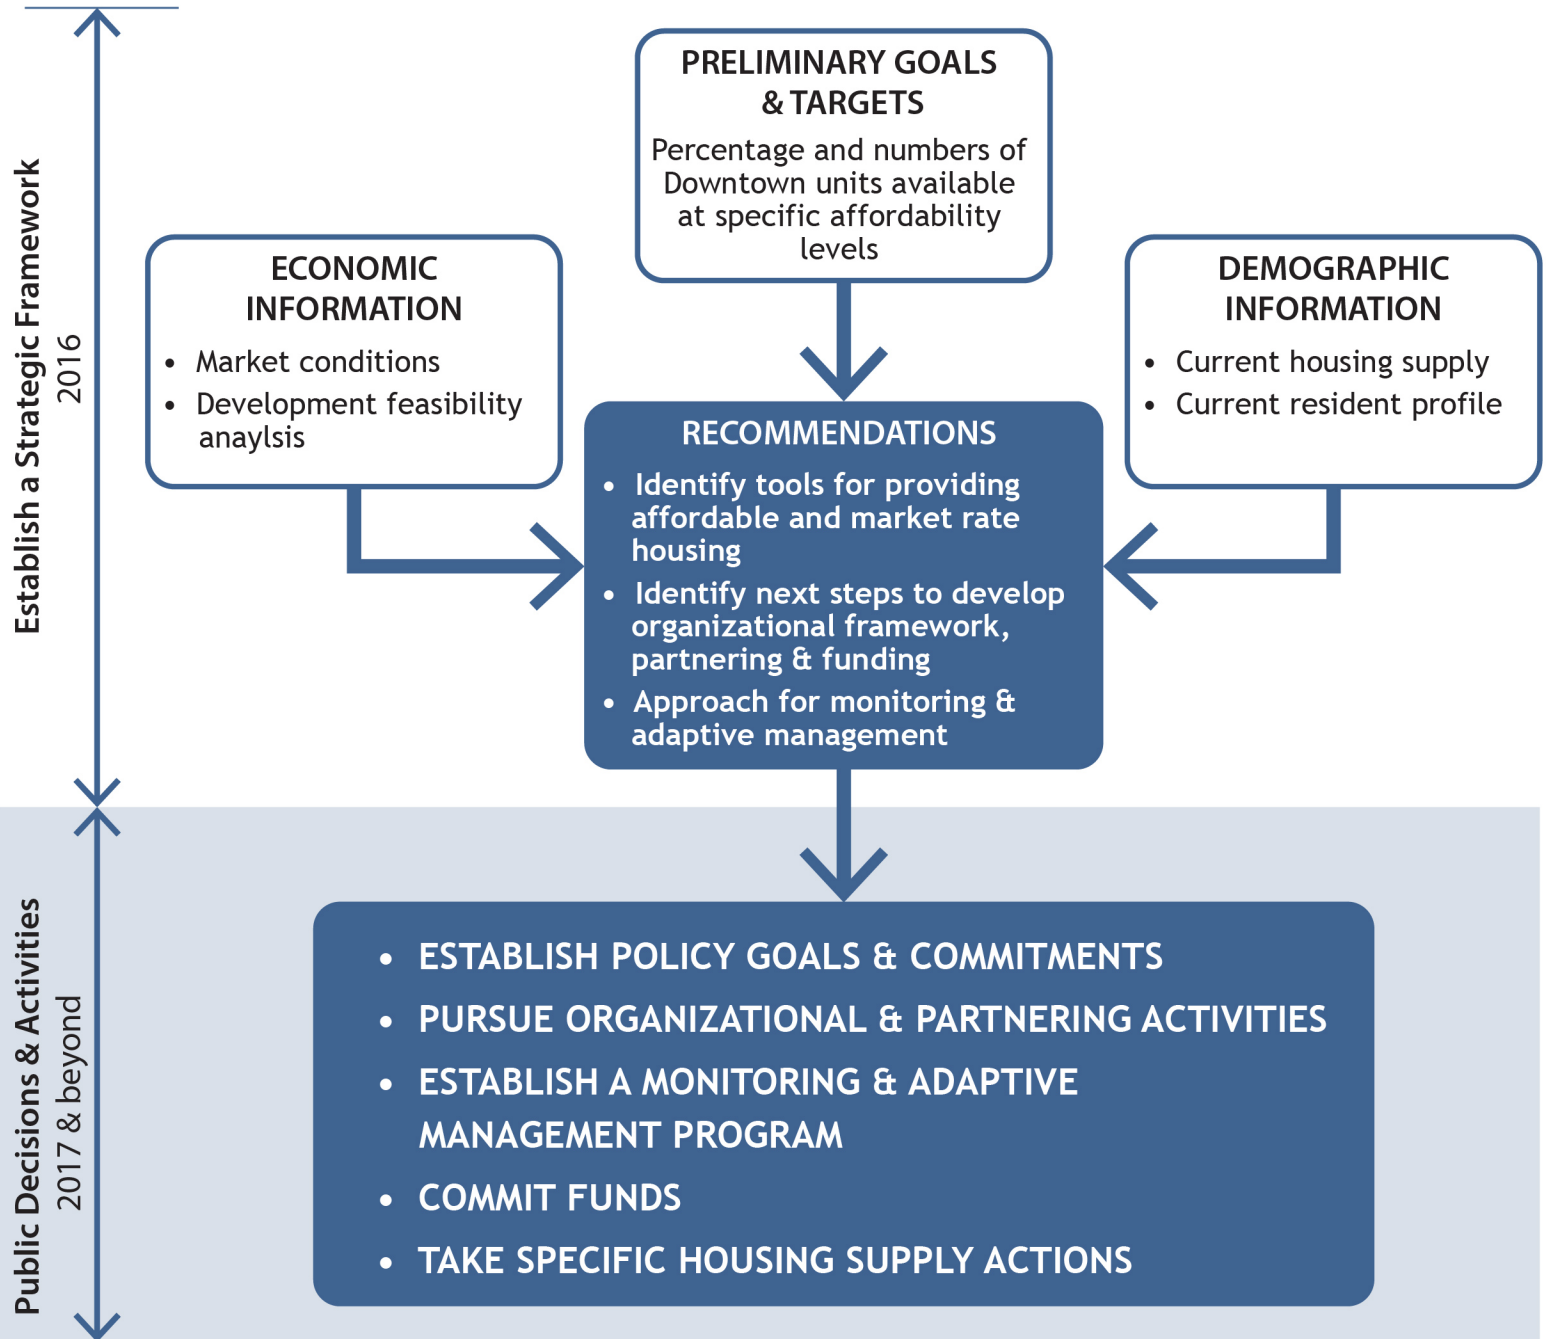 Establish a Strategic Framework
2016
PRELIMINARY GOALS
& TARGETS
Percentage and numbers of
Downtown units available
at specific affordability
levels
ECONOMIC
INFORMATION
• Market conditions
• Development feasibility
anaylsis
DEMOGRAPHIC
INFORMATION
• Current housing supply
• Current resident profile
RECOMMENDATIONS
• Identify tools for providing
affordable and market rate
housing
• Identify next steps to develop
organizational framework,
partnering & funding
• Approach for monitoring &
adaptive management
Public Decisions & Activities
2017 & beyond
• ESTABLISH POLICY GOALS & COMMITMENTS
• PURSUE ORGANIZATIONAL & PARTNERING ACTIVITIES
• ESTABLISH A MONITORING & ADAPTIVE
MANAGEMENT PROGRAM
• COMMIT FUNDS
• TAKE SPECIFIC HOUSING SUPPLY ACTIONS